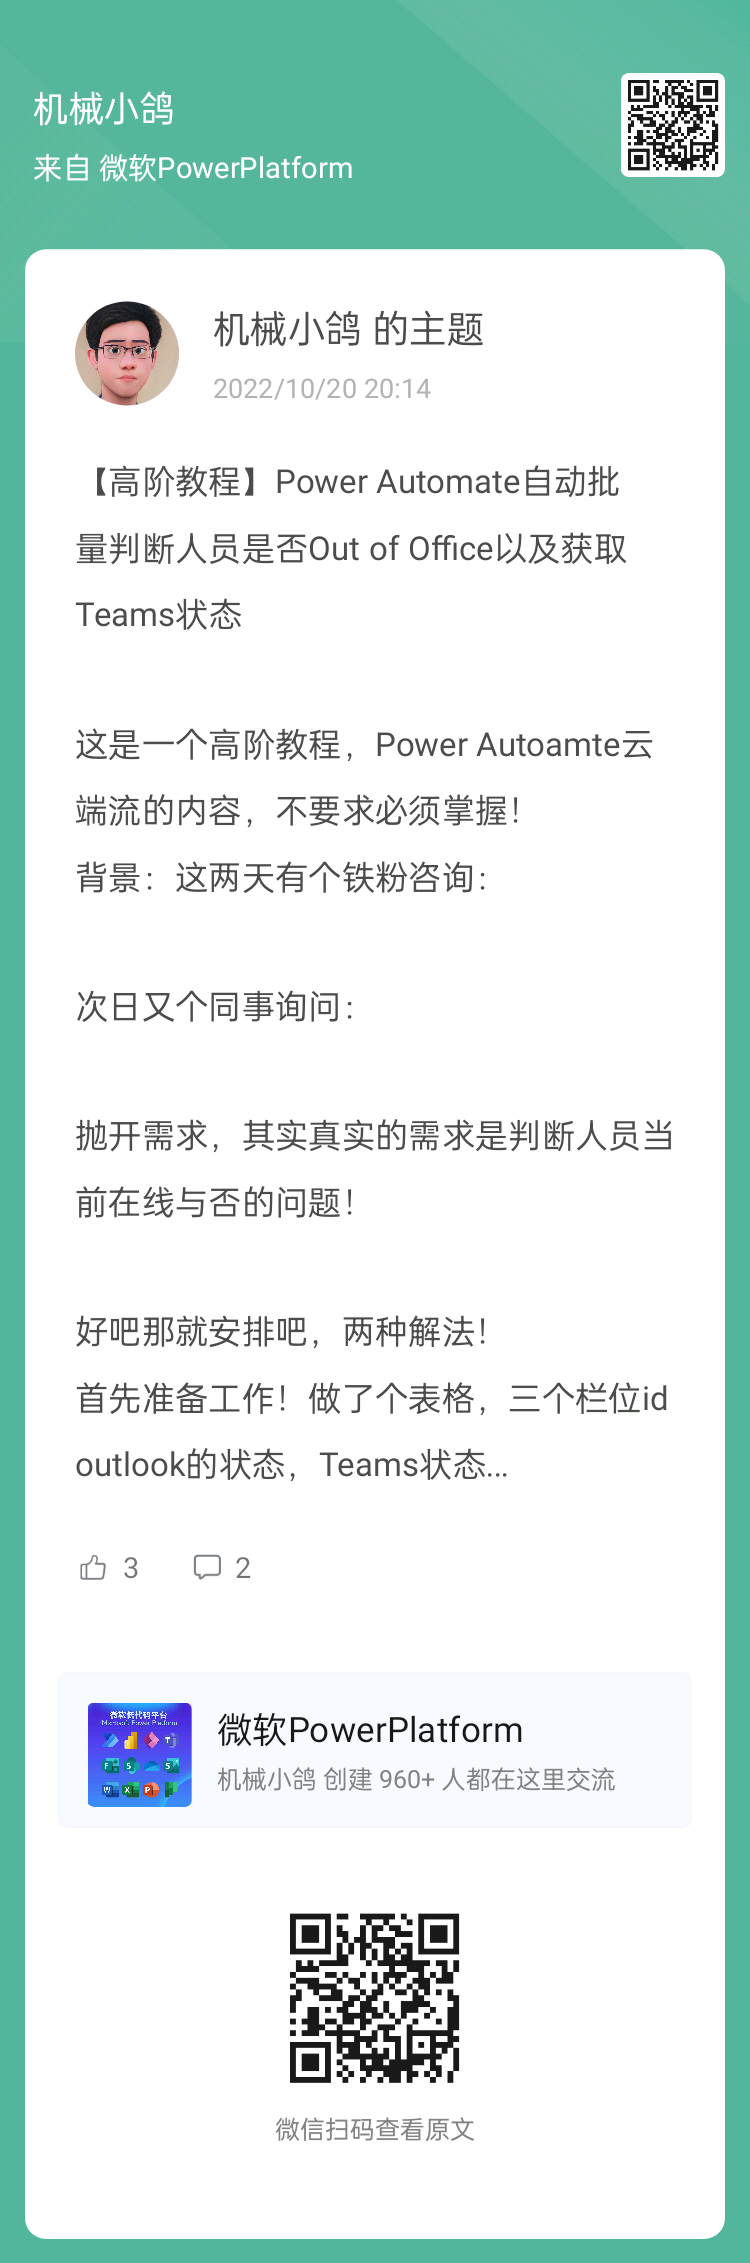 机械小鸽
来自 微软PowerPlatform
机械小鸽 的主题
2022/10/20 20:14
【高阶教程】Power Automate自动批
量判断人员是否Out of Office以及获取
Teams状态
这是一个高阶教程，Power Autoamte云
端流的内容，不要求必须掌握！
背景：这两天有个铁粉咨询：
次日又个同事询问：
抛开需求，其实真实的需求是判断人员当
前在线与否的问题！
好吧那就安排吧，两种解法！
首先准备工作！做了个表格，三个栏位id
outlook的状态，Teams状态...
3
2
微软低代码平台
Microsoft Power Platform
微软PowerPlatform
机械小鸽 创建 960+ 人都在这里交流
微信扫码查看原文